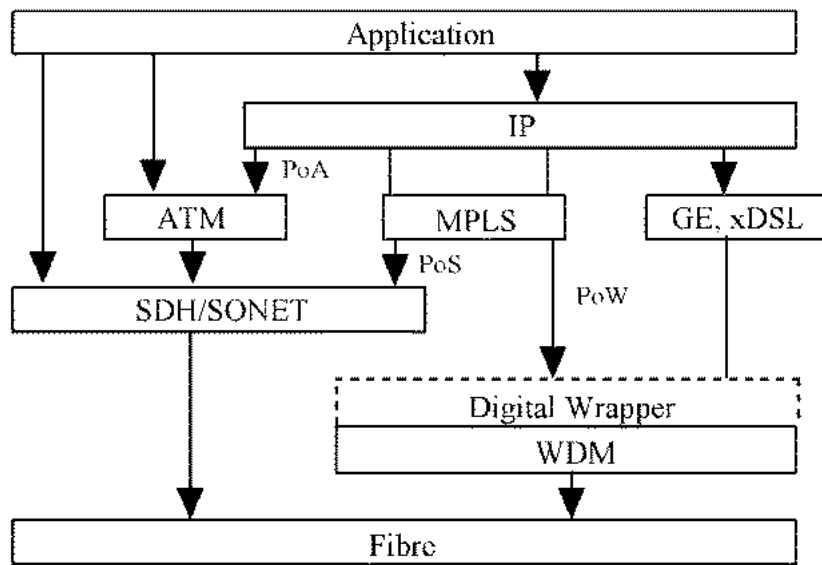 Application
IP
PoA
ATM
MPLS
GE, xDSL
PoS
SDH/SONET
PoW
Digital Wrapper
WDM
Fibre